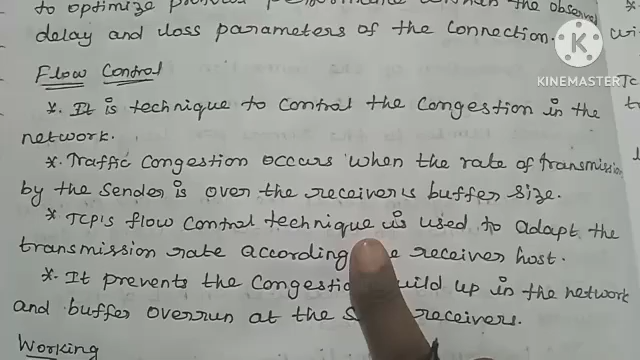 to optimize performance when the observed
delay and loss parameters of the connection.
Flow Control
*. It is technique to control the congestion in the
network.
*. Traffic congestion occurs when the rate of transmission
by the sender is over the receiver's buffer size.
* TCP's flow control technique is used to adapt the
transmission rate according receiver host.
*. It prevents the build up in the network
and buffer overrun at the receivers.
Working
KINEMASTER